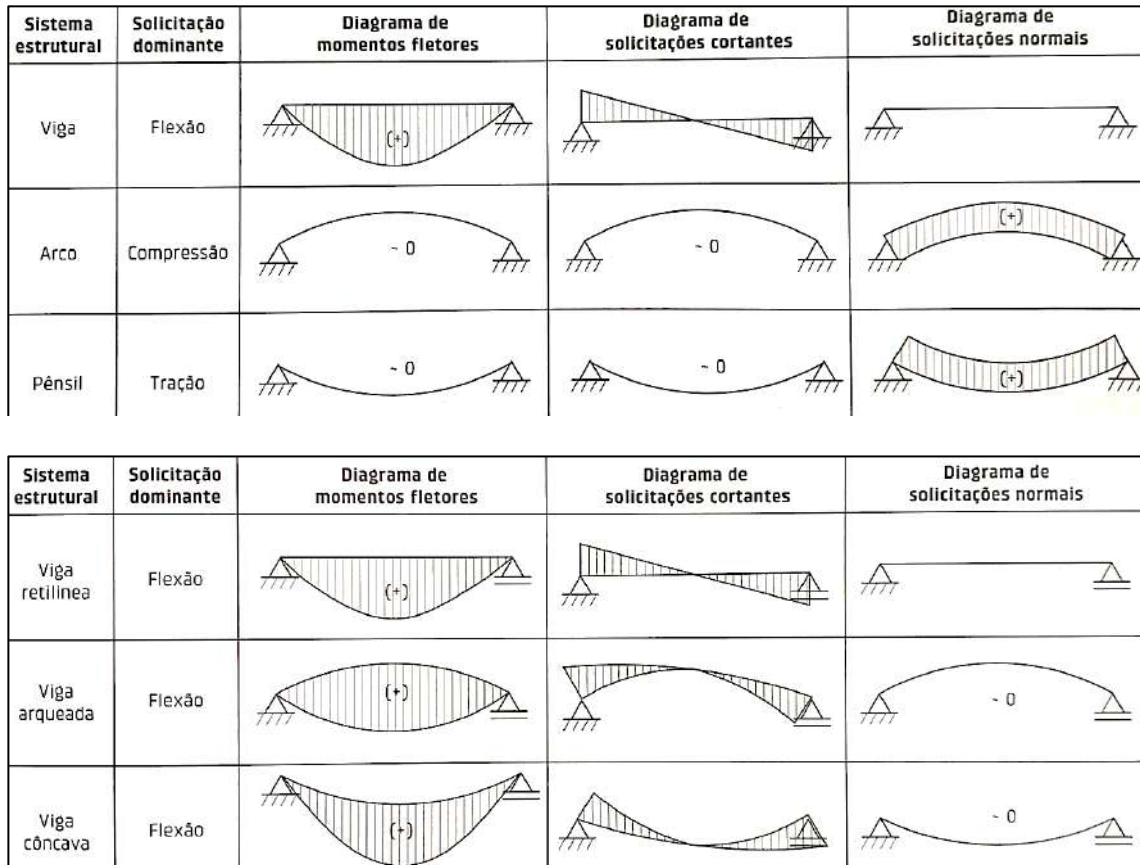 Sistema estrutural
Solicitação dominante
Diagrama de momentos fletores
Diagrama de solicitações cortantes
Diagrama de solicitações normais
Viga
Flexão
(+)
Arco
Compressão
~ 0
~ 0
(+)
Pênsil
Tração
~ 0
~ 0
(+)
Sistema estrutural
Solicitação dominante
Diagrama de momentos fletores
Diagrama de solicitações cortantes
Diagrama de solicitações normais
Viga retilinea
Flexão
(+)
Viga arqueada
Flexão
(+)
~ 0
Viga côncava
Flexão
(+)
~ 0